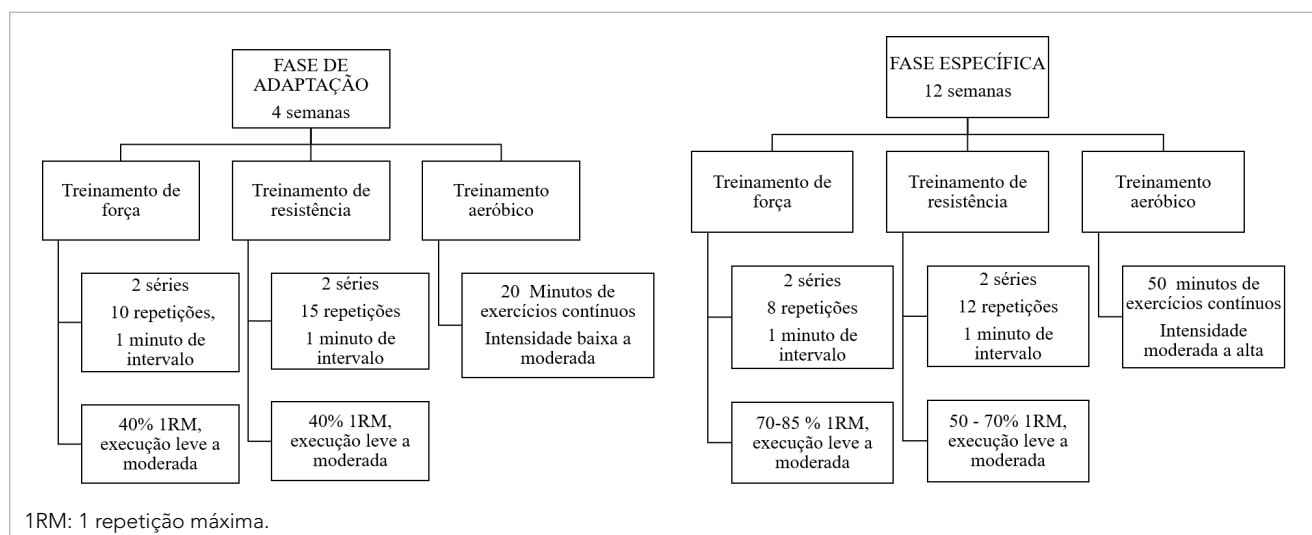 FASE DE
ADAPTAÇÃO
4 semanas
Treinamento de
força
Treinamento de
resistência
Treinamento
aeróbico
2 séries
10 repetições,
1 minuto de
intervalo
2 séries
15 repetições
1 minuto de
intervalo
20 Minutos de
exercícios contínuos
Intensidade baixa a
moderada
40% 1RM,
execução leve a
moderada
40% 1RM,
execução leve a
moderada
FASE ESPECÍFICA
12 semanas
Treinamento de
força
Treinamento de
resistência
Treinamento
aeróbico
2 séries
8 repetições
1 minuto de
intervalo
2 séries
12 repetições
1 minuto de
intervalo
50 minutos de
exercícios contínuos
Intensidade
moderada a alta
70-85 % 1RM,
execução leve a
moderada
50 - 70% 1RM,
execução leve a
moderada
1RM: 1 repetição máxima.